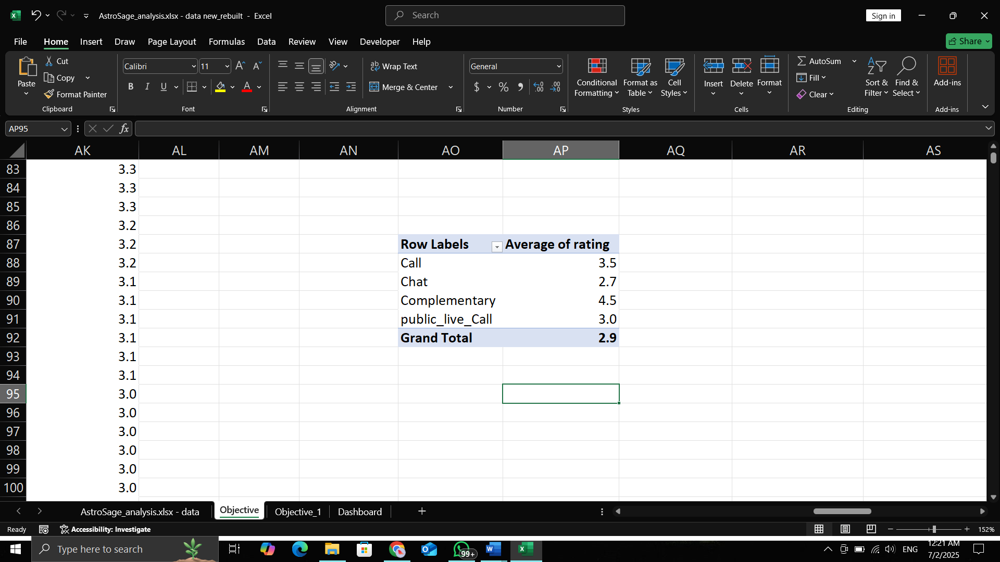 AstroSage_analysis.xlsx - data new_rebuilt - Excel
Search
Sign in
File Home Insert Draw Page Layout Formulas Data Review View Developer Help
Share
Paste
Cut
Copy
Format Painter
Clipboard
Calibri 11
B I U
Font
Wrap Text
Merge & Center
Alignment
General
$ % 9
Number
Conditional Formatting
Format as Table
Cell Styles
Styles
Insert Delete Format
Cells
AutoSum
Fill
Clear
Sort & Filter
Find & Select
Editing
Add-ins
Add-ins
AP95
fx
AK AL AM AN AO AP AQ AR AS
83 3.3
84 3.3
85 3.3
86 3.2
87 3.2 Row Labels Average of rating
88 3.2 Call 3.5
89 3.1 Chat 2.7
90 3.1 Complementary 4.5
91 3.1 public_live_Call 3.0
92 3.1 Grand Total 2.9
93 3.1
94 3.1
95 3.0
96 3.0
97 3.0
98 3.0
99 3.0
100 3.0
AstroSage_analysis.xlsx - data Objective Objective_1 Dashboard
Ready Accessibility: Investigate 152%
Type here to search
99+
ENG
12:21 AM
7/2/2025